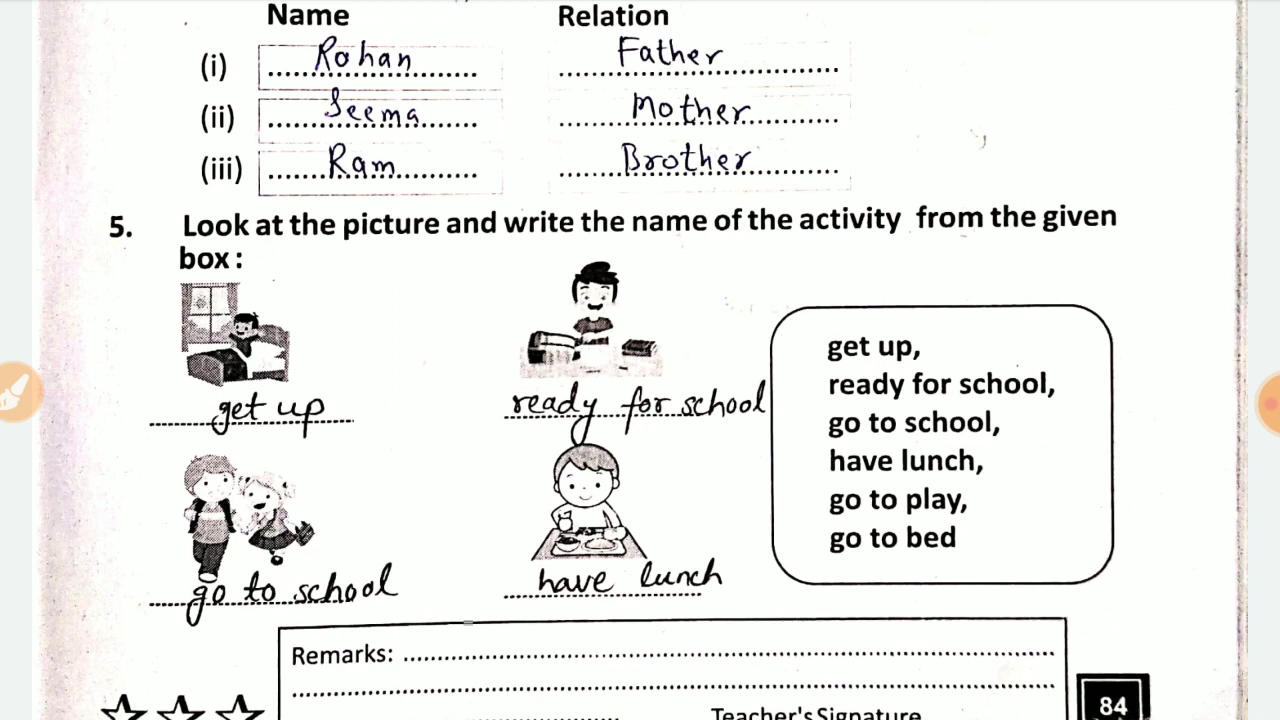 Name Relation
(i) Rohan Father
(ii) Seema Mother
(iii) Ram Brother
5. Look at the picture and write the name of the activity from the given
box :
get up ready for school
go to school have lunch
get up,
ready for school,
go to school,
have lunch,
go to play,
go to bed
Remarks:
84
Teacher's Signature